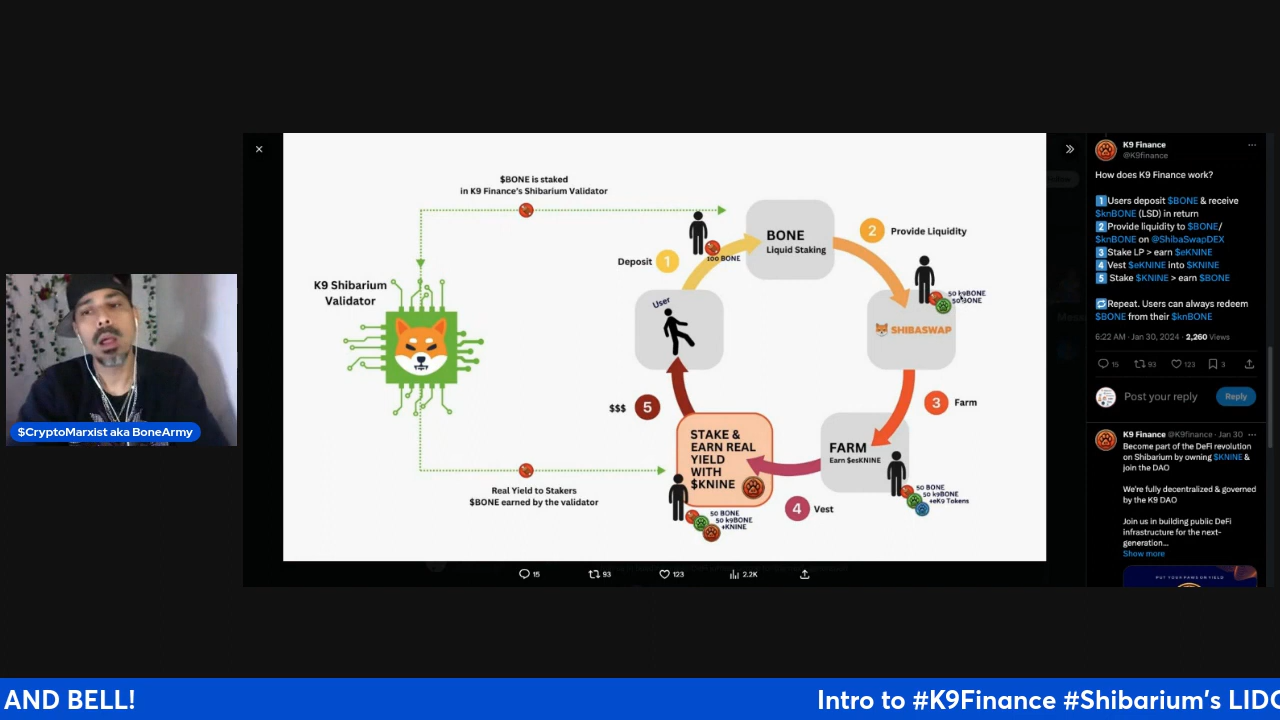 $BONE is staked
in K9 Finance's Shibarium Validator
K9 Shibarium
Validator
Real Yield to Stakers
$BONE earned by the validator
Deposit 1
100 BONE
BONE
Liquid Staking
2 Provide Liquidity
50 k9BONE
50 BONE
User
SHIBASWAP
3 Farm
FARM
Earn $esKNINE
50 BONE
50 k9BONE
+eK9 Tokens
4 Vest
STAKE &
EARN REAL
YIELD
WITH
$KNINE
50 BONE
50 k9BONE
+KNINE
$$$ 5
15 93 123 2.2K
K9 Finance
@K9finance
How does K9 Finance work?
1 Users deposit $BONE & receive
$knBONE (LSD) in return
2 Provide liquidity to $BONE/
$knBONE on @ShibaSwapDEX
3 Stake LP > earn $eKNINE
4 Vest $eKNINE into $KNINE
5 Stake $KNINE > earn $BONE
Repeat. Users can always redeem
$BONE from their $knBONE
6:22 AM · Jan 30, 2024 · 2,260 Views
15 93 123 3
Post your reply Reply
K9 Finance @K9finance · Jan 30
Become part of the DeFi revolution
on Shibarium by owning $KNINE &
join the DAO
We're fully decentralized & governed
by the K9 DAO
Join us in building public DeFi
infrastructure for the next-
generation...
Show more
PUT YOUR PAWS ON YIELD
$CryptoMarxist aka BoneArmy
AND BELL! Intro to #K9Finance #Shibarium's LIDO